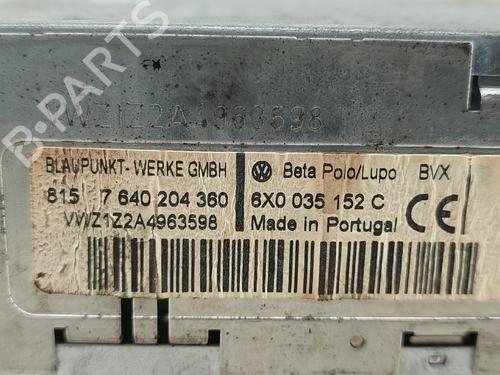 VWZ1Z2A4963598
B-PARTS
BLAUPUNKT - WERKE GMBH Beta Polo/Lupo BVX
815 7 640 204 360 6X0 035 152 C
VWZ1Z2A4963598 Made in Portugal CE